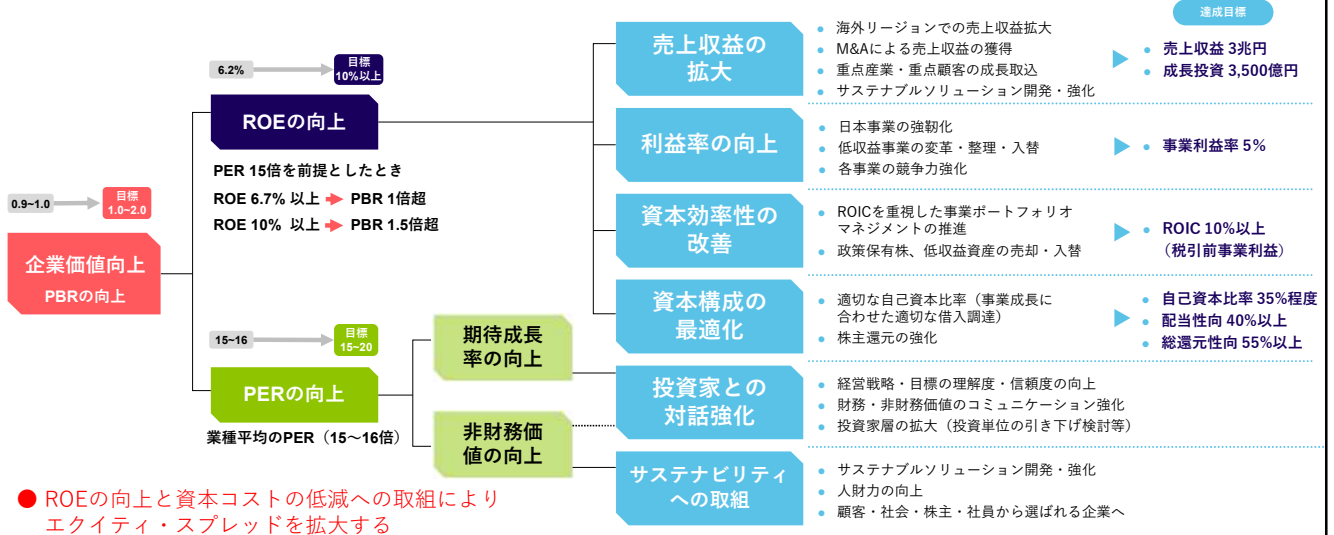 0.9~1.0
目標
1.0~2.0
企業価値向上
PBRの向上
6.2%
目標
10%以上
ROEの向上
PER 15倍を前提としたとき
ROE 6.7% 以上 PBR 1倍超
ROE 10% 以上 PBR 1.5倍超
15~16
目標
15~20
PERの向上
業種平均のPER（15～16倍）
期待成長
率の向上
非財務価
値の向上
達成目標
売上収益の
拡大
● 海外リージョンでの売上収益拡大
● M&Aによる売上収益の獲得
● 重点産業・重点顧客の成長取込
● サステナブルソリューション開発・強化
● 売上収益 3兆円
● 成長投資 3,500億円
利益率の向上
● 日本事業の強靭化
● 低収益事業の変革・整理・入替
● 各事業の競争力強化
● 事業利益率 5%
資本効率性の
改善
● ROICを重視した事業ポートフォリオ
マネジメントの推進
● 政策保有株、低収益資産の売却・入替
● ROIC 10%以上
（税引前事業利益）
資本構成の
最適化
● 適切な自己資本比率（事業成長に
合わせた適切な借入調達）
● 株主還元の強化
● 自己資本比率 35%程度
● 配当性向 40%以上
● 総還元性向 55%以上
投資家との
対話強化
● 経営戦略・目標の理解度・信頼度の向上
● 財務・非財務価値のコミュニケーション強化
● 投資家層の拡大（投資単位の引き下げ検討等）
サステナビリティ
への取組
● サステナブルソリューション開発・強化
● 人財力の向上
● 顧客・社会・株主・社員から選ばれる企業へ
● ROEの向上と資本コストの低減への取組により
エクイティ・スプレッドを拡大する